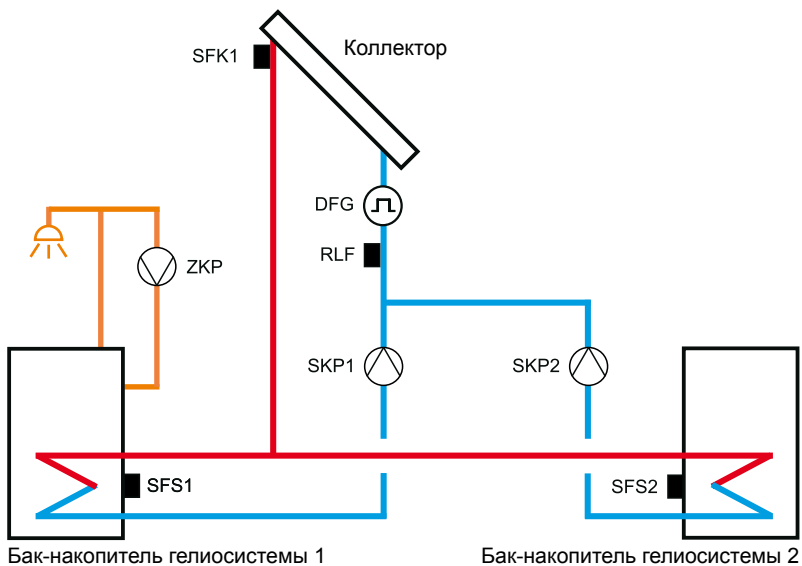 SFK1
Коллектор
DFG
RLF
ZKP
SKP1
SKP2
SFS1
SFS2
Бак-накопитель гелиосистемы 1
Бак-накопитель гелиосистемы 2